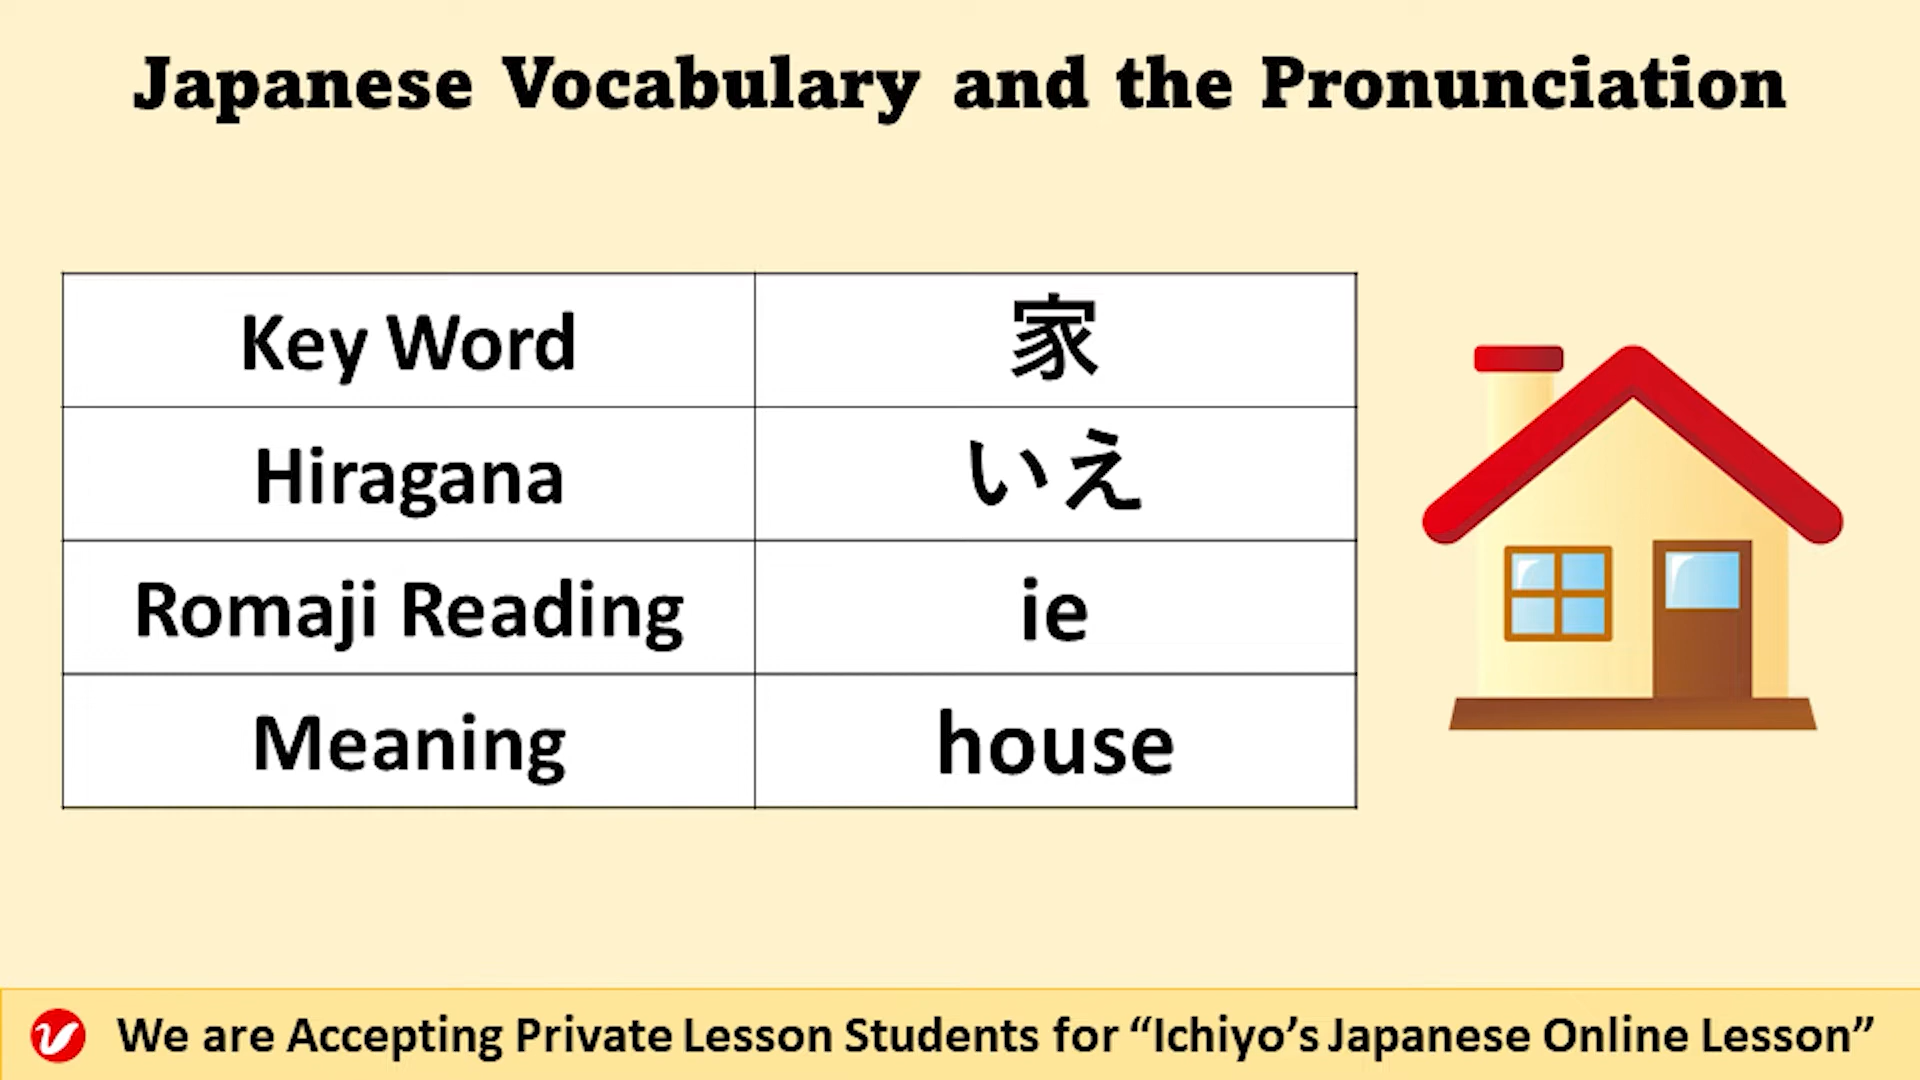 Japanese Vocabulary and the Pronunciation
Key Word 家
Hiragana いえ
Romaji Reading ie
Meaning house
We are Accepting Private Lesson Students for “Ichiyo’s Japanese Online Lesson”